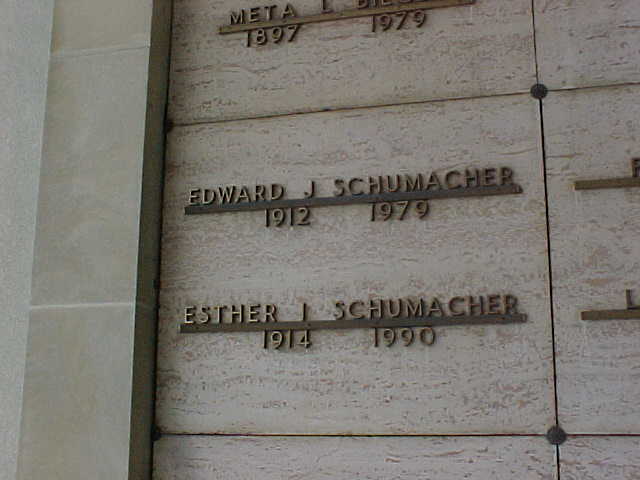 META L.
1897 1979
EDWARD J SCHUMACHER
1912 1979
ESTHER I SCHUMACHER
1914 1990